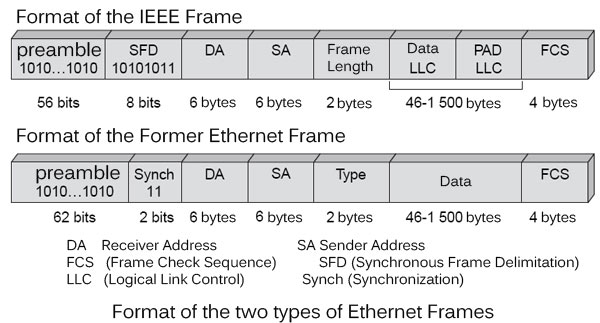 Format of the IEEE Frame
preamble SFD DA SA Frame Data PAD FCS
1010...1010 10101011 Length LLC LLC
56 bits 8 bits 6 bytes 6 bytes 2 bytes 46-1 500 bytes 4 byte
Format of the Former Ethernet Frame
preamble Synch DA SA Type Data FCS
1010...1010 11
62 bits 2 bits 6 bytes 6 bytes 2 bytes 46-1 500 bytes 4 byte
DA Receiver Address SA Sender Address
FCS (Frame Check Sequence) SFD (Synchronous Frame Delimitation)
LLC (Logical Link Control) Synch (Synchronization)
Format of the two types of Ethernet Frames